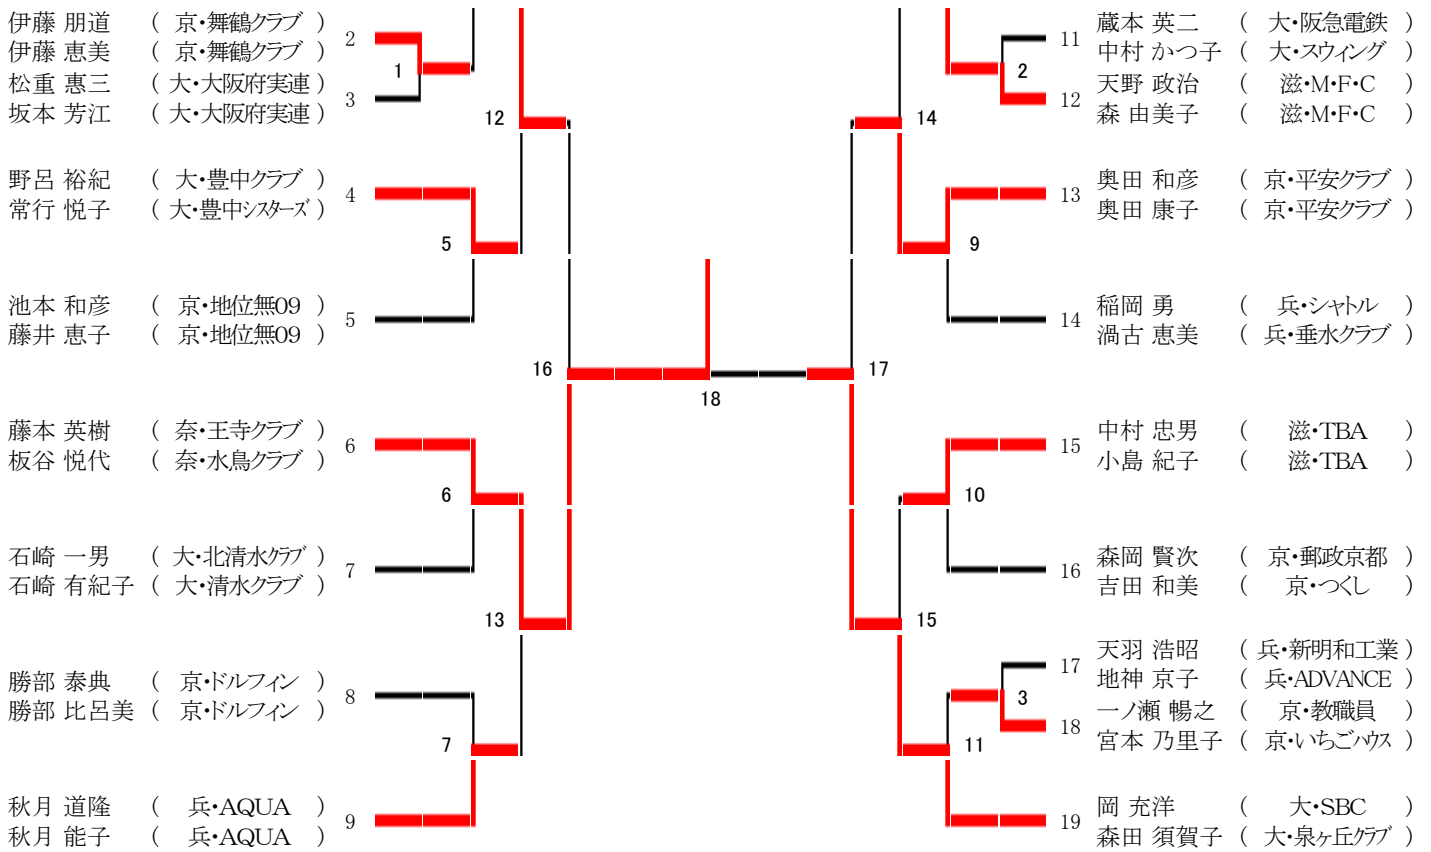 伊藤 朋道 ( 京・舞鶴クラブ ) 2
伊藤 恵美 ( 京・舞鶴クラブ )
1
松重 惠三 ( 大・大阪府実連 ) 3
坂本 芳江 ( 大・大阪府実連 )
12
野呂 裕紀 ( 大・豊中クラブ ) 4
常行 悦子 ( 大・豊中シスターズ )
5
池本 和彦 ( 京・地位無09 ) 5
藤井 恵子 ( 京・地位無09 )
16
藤本 英樹 ( 奈・王寺クラブ ) 6
板谷 悦代 ( 奈・水鳥クラブ )
6
石崎 一男 ( 大・北清水クラブ ) 7
石崎 有紀子 ( 大・清水クラブ )
13
勝部 泰典 ( 京・ドルフィン ) 8
勝部 比呂美 ( 京・ドルフィン )
7
秋月 道隆 ( 兵・AQUA ) 9
秋月 能子 ( 兵・AQUA )
18
11 蔵本 英二 ( 大・阪急電鉄 )
中村 かつ子 ( 大・スウィング )
2
12 天野 政治 ( 滋・M・F・C )
森 由美子 ( 滋・M・F・C )
14
13 奥田 和彦 ( 京・平安クラブ )
奥田 康子 ( 京・平安クラブ )
9
14 稲岡 勇 ( 兵・シャトル )
渦古 恵美 ( 兵・垂水クラブ )
17
15 中村 忠男 ( 滋・TBA )
小島 紀子 ( 滋・TBA )
10
16 森岡 賢次 ( 京・郵政京都 )
吉田 和美 ( 京・つくし )
15
17 天羽 浩昭 ( 兵・新明和工業 )
地神 京子 ( 兵・ADVANCE )
3
18 一ノ瀬 暢之 ( 京・教職員 )
宮本 乃里子 ( 京・いちごハウス )
11
19 岡 充洋 ( 大・SBC )
森田 須賀子 ( 大・泉ヶ丘クラブ )